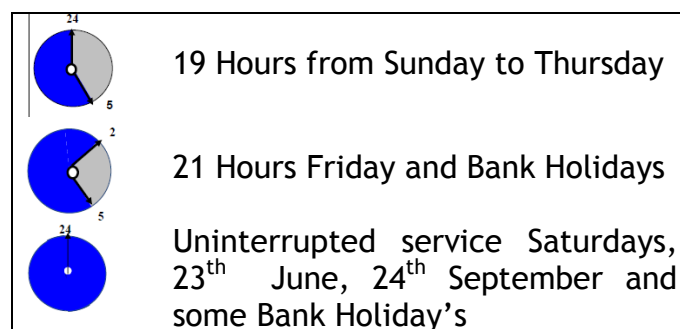 24
19 Hours from Sunday to Thursday
5
2
21 Hours Friday and Bank Holidays
5
24
Uninterrupted service Saturdays,
23th June, 24th September and
some Bank Holiday’s